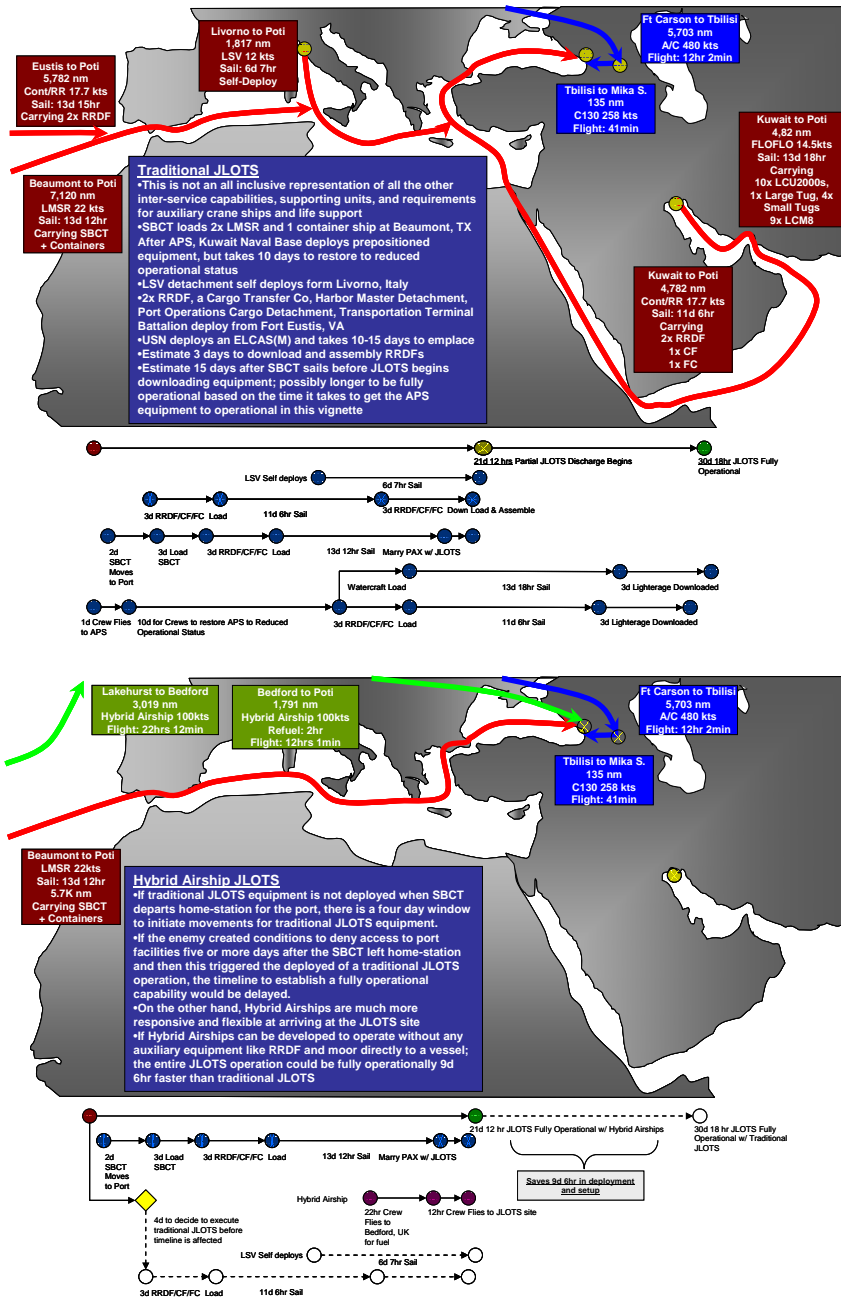 Livorno to Poti
1,817 nm
LSV 12 kts
Sail: 6d 7hr
Self-Deploy
Ft Carson to Tbilisi
5,703 nm
A/C 480 kts
Flight: 12hr 2min
Eustis to Poti
5,782 nm
Cont/RR 17.7 kts
Sail: 13d 15hr
Carrying 2x RRDF
Tbilisi to Mika S.
135 nm
C130 258 kts
Flight: 41min
Kuwait to Poti
4,82 nm
FLOFLO 14.5kts
Sail: 13d 18hr
Carrying
10x LCU2000s,
1x Large Tug, 4x
Small Tugs
9x LCM8
Beaumont to Poti
7,120 nm
LMSR 22 kts
Sail: 13d 12hr
Carrying SBCT
+ Containers
Traditional JLOTS
•This is not an all inclusive representation of all the other
inter-service capabilities, supporting units, and requirements
for auxiliary crane ships and life support
•SBCT loads 2x LMSR and 1 container ship at Beaumont, TX
After APS, Kuwait Naval Base deploys prepositioned
equipment, but takes 10 days to restore to reduced
operational status
•LSV detachment self deploys form Livorno, Italy
•2x RRDF, a Cargo Transfer Co, Harbor Master Detachment,
Port Operations Cargo Detachment, Transportation Terminal
Battalion deploy from Fort Eustis, VA
•USN deploys an ELCAS(M) and takes 10-15 days to emplace
•Estimate 3 days to download and assembly RRDFs
•Estimate 15 days after SBCT sails before JLOTS begins
downloading equipment; possibly longer to be fully
operational based on the time it takes to get the APS
equipment to operational in this vignette
Kuwait to Poti
4,782 nm
Cont/RR 17.7 kts
Sail: 11d 6hr
Carrying
2x RRDF
1x CF
1x FC
21d 12 hrs Partial JLOTS Discharge Begins
30d 18hr JLOTS Fully
Operational
LSV Self deploys
6d 7hr Sail
3d RRDF/CF/FC Load
11d 6hr Sail
3d RRDF/CF/FC Down Load & Assemble
2d
SBCT
Moves
to Port
3d Load
SBCT
3d RRDF/CF/FC Load
13d 12hr Sail
Marry PAX w/ JLOTS
Watercraft Load
13d 18hr Sail
3d Lighterage Downloaded
1d Crew Flies
to APS
10d for Crews to restore APS to Reduced
Operational Status
3d RRDF/CF/FC Load
11d 6hr Sail
3d Lighterage Downloaded
Lakehurst to Bedford
3,019 nm
Hybrid Airship 100kts
Flight: 22hrs 12min
Bedford to Poti
1,791 nm
Hybrid Airship 100kts
Refuel: 2hr
Flight: 12hrs 1min
Ft Carson to Tbilisi
5,703 nm
A/C 480 kts
Flight: 12hr 2min
Tbilisi to Mika S.
135 nm
C130 258 kts
Flight: 41min
Beaumont to Poti
LMSR 22kts
Sail: 13d 12hr
5.7K nm
Carrying SBCT
+ Containers
Hybrid Airship JLOTS
•If traditional JLOTS equipment is not deployed when SBCT
departs home-station for the port, there is a four day window
to initiate movements for traditional JLOTS equipment.
•If the enemy created conditions to deny access to port
facilities five or more days after the SBCT left home-station
and then this triggered the deployed of a traditional JLOTS
operation, the timeline to establish a fully operational
capability would be delayed.
•On the other hand, Hybrid Airships are much more
responsive and flexible at arriving at the JLOTS site
•If Hybrid Airships can be developed to operate without any
auxiliary equipment like RRDF and moor directly to a vessel;
the entire JLOTS operation could be fully operationally 9d
6hr faster than traditional JLOTS
21d 12 hr JLOTS Fully Operational w/ Hybrid Airships
30d 18 hr JLOTS Fully
Operational w/ Traditional
JLOTS
2d
SBCT
Moves
to Port
3d Load
SBCT
3d RRDF/CF/FC Load
13d 12hr Sail
Marry PAX w/ JLOTS
Saves 9d 6hr in deployment
and setup
Hybrid Airship
22hr Crew
Flies to
Bedford, UK
for fuel
12hr Crew Flies to JLOTS site
4d to decide to execute
traditional JLOTS before
timeline is affected
LSV Self deploys
6d 7hr Sail
3d RRDF/CF/FC Load
11d 6hr Sail